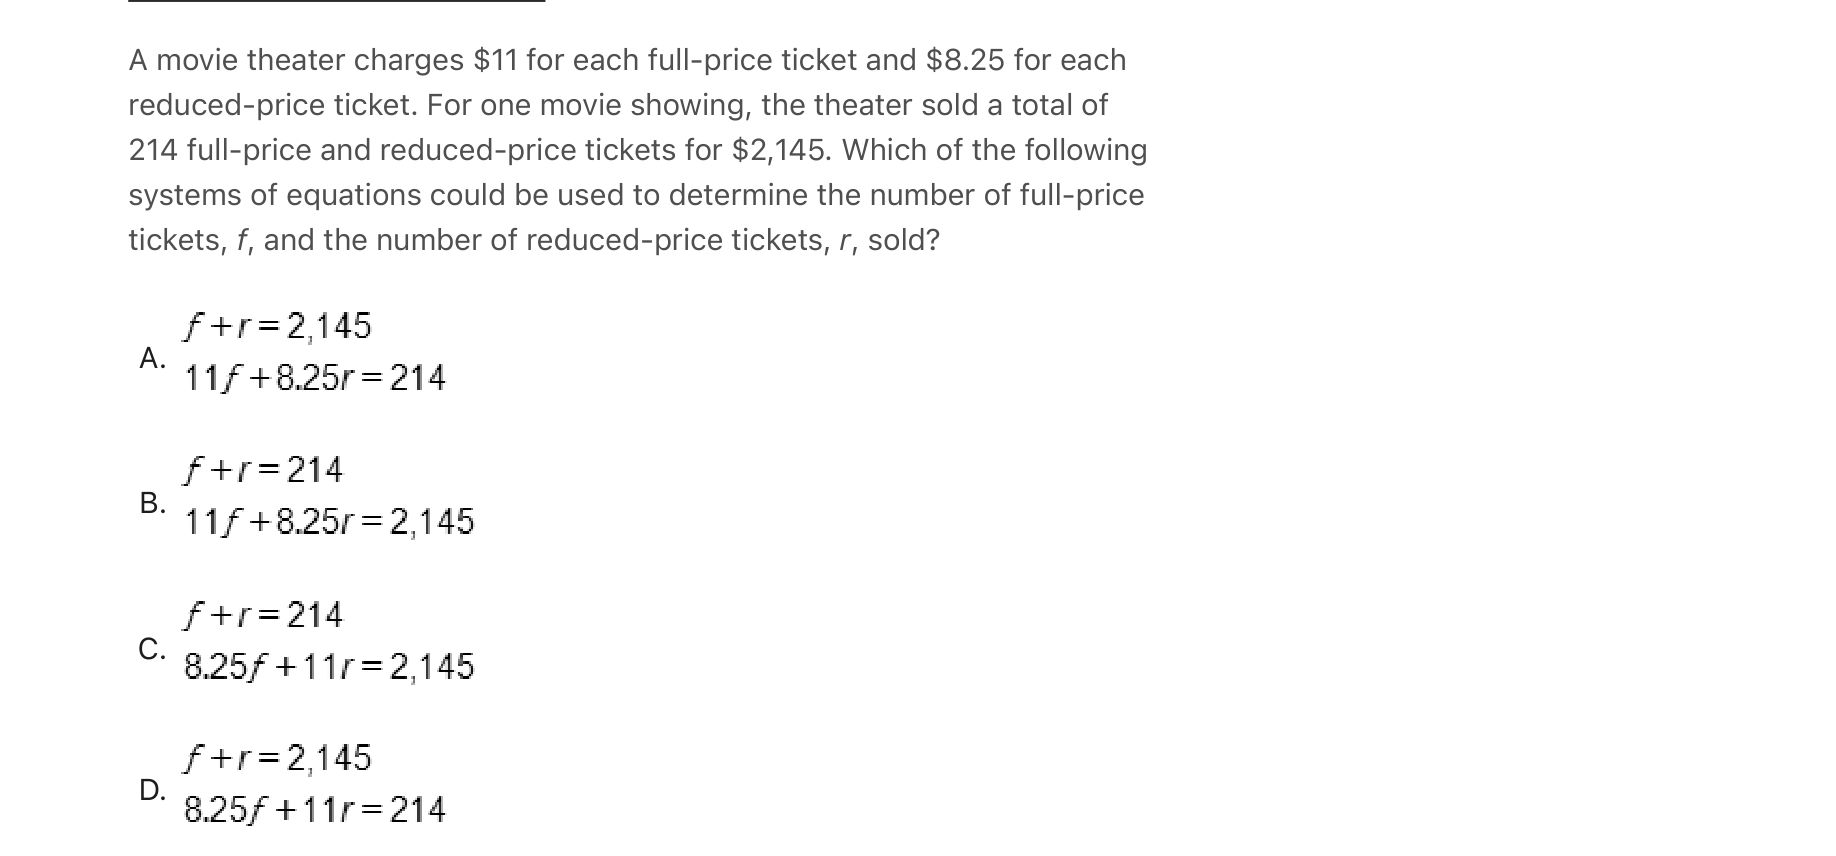 A movie theater charges $11 for each full-price ticket and $8.25 for each
reduced-price ticket. For one movie showing, the theater sold a total of
214 full-price and reduced-price tickets for $2,145. Which of the following
systems of equations could be used to determine the number of full-price
tickets, f, and the number of reduced-price tickets, r, sold?
A.
f+r=2,145
11f+8.25r=214
B.
f+r=214
11f+8.25r=2,145
C.
f+r=214
8.25f+11r=2,145
D.
f+r=2,145
8.25f+11r=214